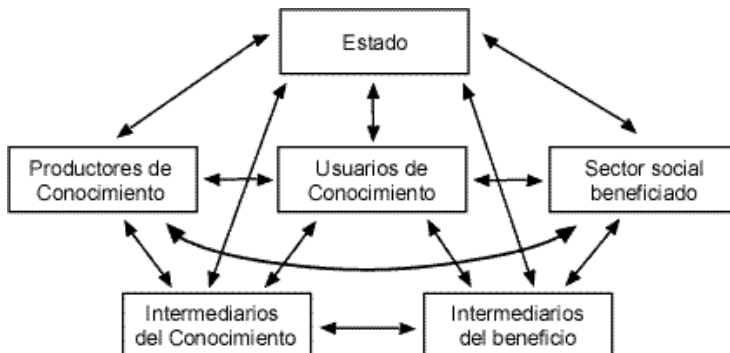 Estado
Productores de
Conocimiento
Usuarios de
Conocimiento
Sector social
beneficiado
Intermediarios
del Conocimiento
Intermediarios
del beneficio